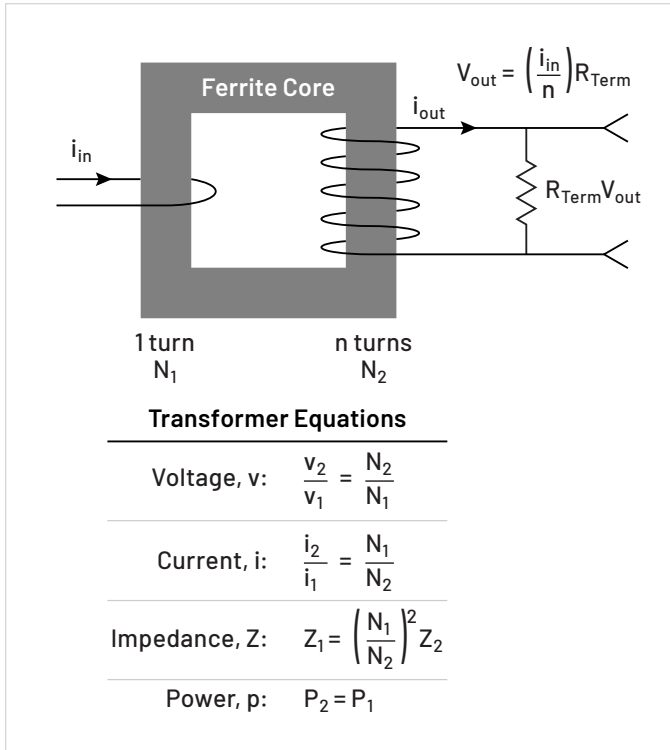 V_out = (i_in / n) R_Term
Ferrite Core
i_out
i_in
R_Term V_out
1 turn
N_1
n turns
N_2
Transformer Equations
Voltage, v: v_2 / v_1 = N_2 / N_1
Current, i: i_2 / i_1 = N_1 / N_2
Impedance, Z: Z_1 = (N_1 / N_2)^2 Z_2
Power, p: P_2 = P_1